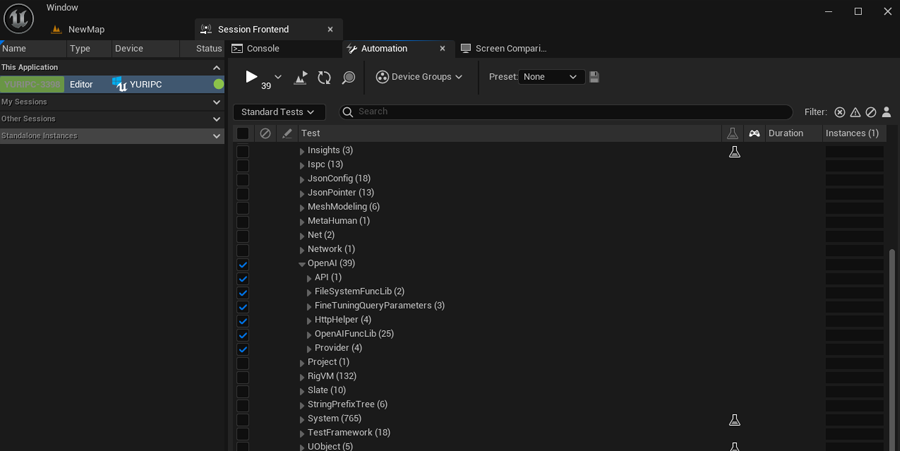 Window
NewMap
Session Frontend
Name Type Device Status
Console
Automation
Screen Compari...
This Application
YURIPC-3388 Editor YURIPC
My Sessions
Other Sessions
Standalone Instances
39
Device Groups
Preset: None
Standard Tests
Search
Filter:
Test
Duration
Instances (1)
Insights (3)
Ispc (13)
JsonConfig (18)
JsonPointer (13)
MeshModeling (6)
MetaHuman (1)
Net (2)
Network (1)
OpenAI (39)
API (1)
FileSystemFuncLib (2)
FineTuningQueryParameters (3)
HttpHelper (4)
OpenAIFuncLib (25)
Provider (4)
Project (1)
RigVM (132)
Slate (10)
StringPrefixTree (6)
System (765)
TestFramework (18)
UObject (5)